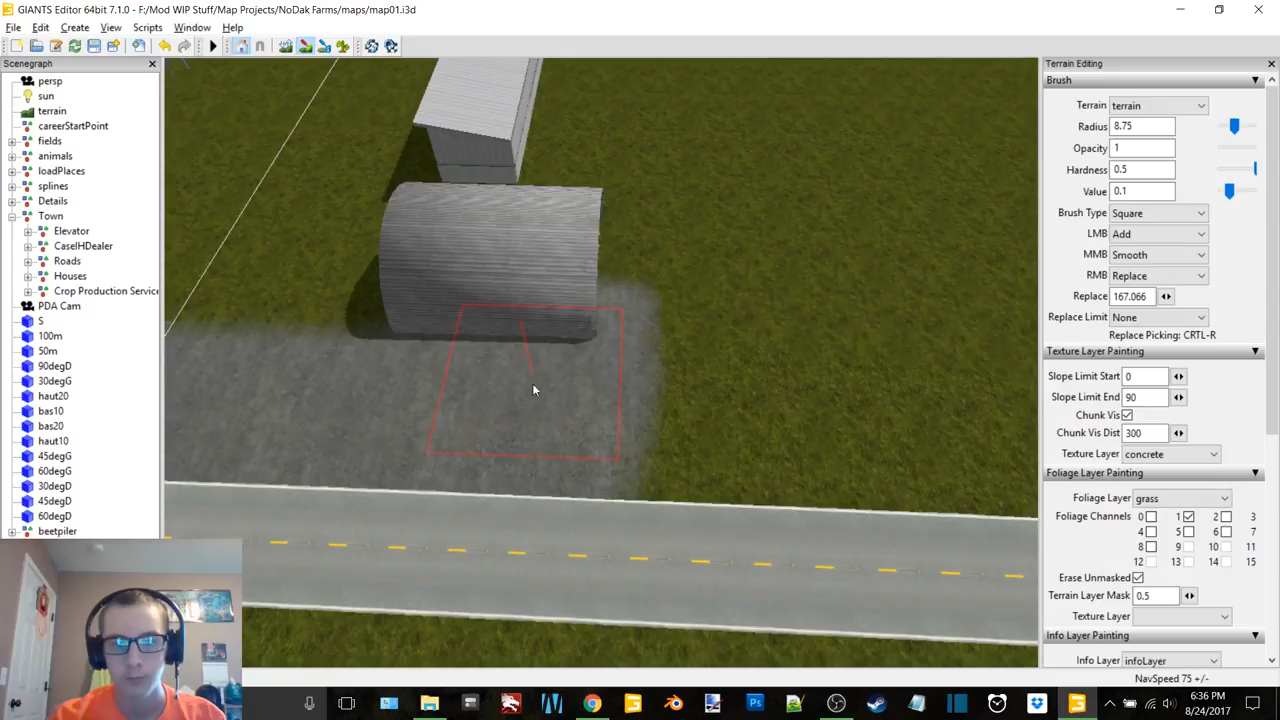 GIANTS Editor 64bit 7.1.0 - F:/Mod WIP Stuff/Map Projects/NoDak Farms/maps/map01.i3d
File Edit Create Scripts Window Help
Scenegraph
persp
sun
terrain
careerStartPoint
fields
animals
loadPlaces
splines
Details
Town
Elevator
CaseIHDealer
Roads
Houses
Crop Production Service
PDA Cam
S
100m
50m
90degD
30degG
haut20
bas10
bas20
haut10
45degG
60degG
30degD
45degD
60degD
beetpiler
Terrain Editing
Brush
Terrain terrain
Radius 8.75
Opacity 1
Hardness 0.5
Value 0.1
Brush Type Square
LMB Add
MMB Smooth
RMB Replace
Replace 167.066
Replace Limit None
Replace Picking: CRTL-R
Texture Layer Painting
Slope Limit Start 0
Slope Limit End 90
Chunk Vis
Chunk Vis Dist 300
Texture Layer concrete
Foliage Layer Painting
Foliage Layer grass
Foliage Channels 0 1 2 3
4 5 6 7
8 9 10 11
12 13 14 15
Erase Unmasked
Terrain Layer Mask 0.5
Texture Layer
Info Layer Painting
Info Layer infoLayer
NavSpeed 75 +/-
6:36 PM
8/24/2017